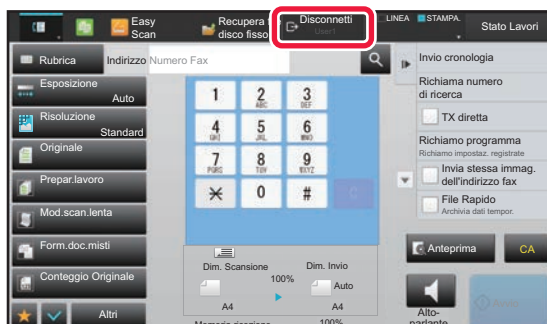 Easy
Scan
Recupera
disco fisso
Disconnetti
User1
LINEA
STAMPA.
Stato Lavori
Rubrica
Indirizzo
Numero Fax
Invio cronologia
Esposizione
Auto
Risoluzione
Standard
Originale
Prepar.lavoro
Mod.scan.lenta
Form.doc.misti
Conteggio Originale
Altri
1
2
ABC
3
DEF
4
GHI
5
JKL
6
MNO
7
PQRS
8
TUV
9
WXYZ
0
#
C
Dim. Scansione
100%
Dim. Invio
Auto
A4
A4
Memoria ricezione
100%
Richiama numero
di ricerca
TX diretta
Richiamo programma
Richiamo impostaz. registrate
Invia stessa immag.
dell'indirizzo fax
File Rapido
Archivia dati tempor.
Anteprima
CA
Alto-
parlante
Avvio